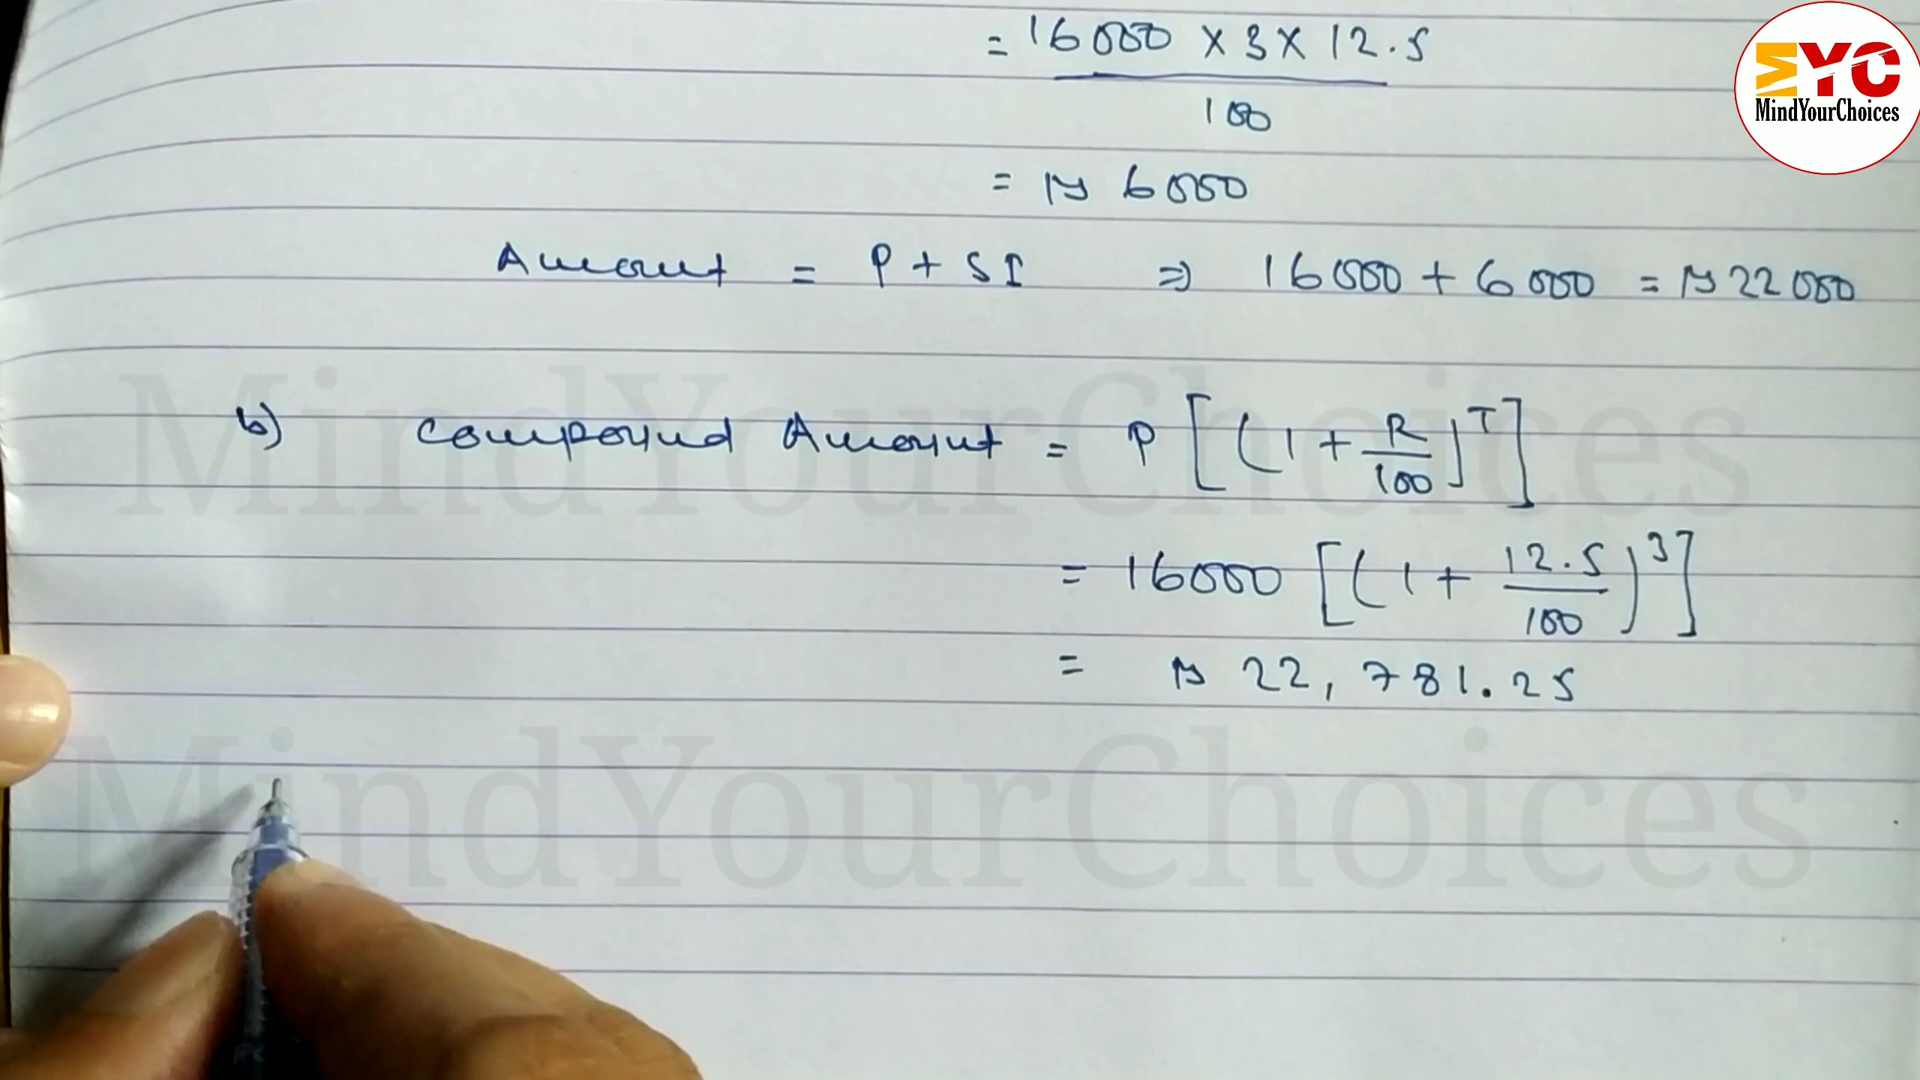 = 16000 × 3 × 12.5
100
MYC
MindYourChoices
= Rs 6000
Amount = P + SI ⇒ 16000 + 6000 = Rs 22000
MindYourChoices
b) Compound Amount = P [(1 + R/100)^T]
= 16000 [(1 + 12.5/100)^3]
= Rs 22,781.25
MindYourChoices